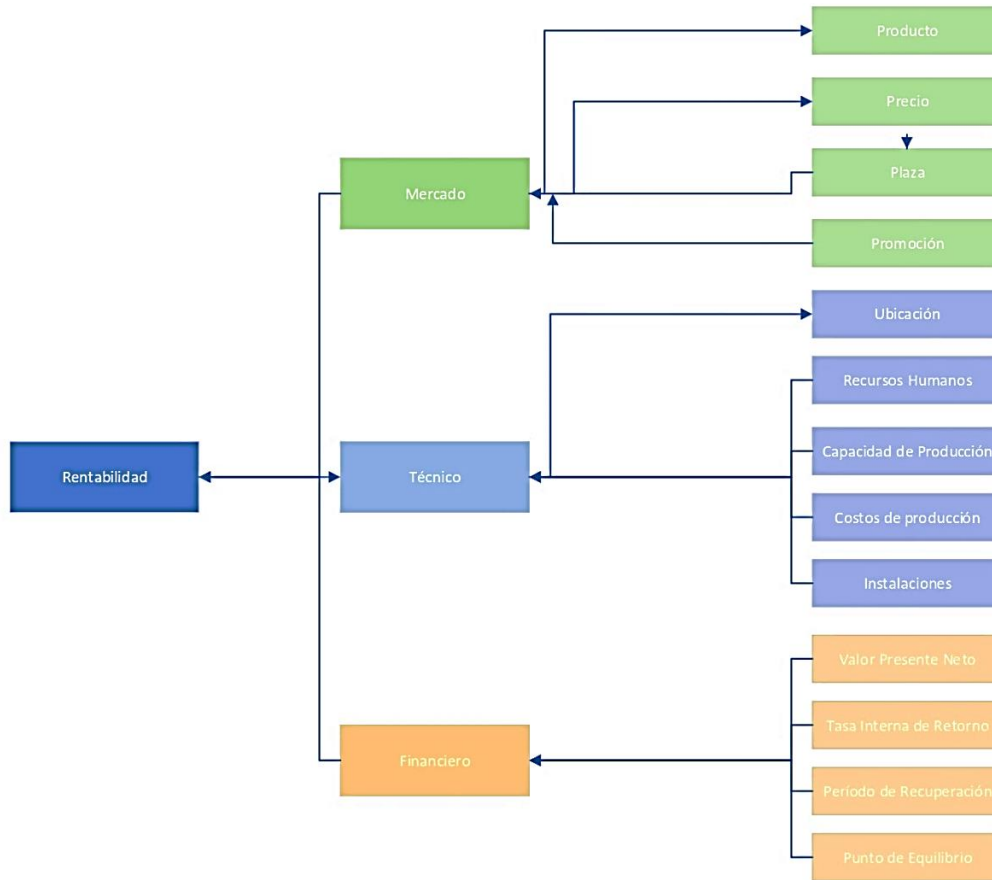 Producto
Precio
Plaza
Mercado
Promoción
Ubicación
Recursos Humanos
Capacidad de Producción
Rentabilidad
Técnico
Costos de producción
Instalaciones
Valor Presente Neto
Tasa Interna de Retorno
Financiero
Período de Recuperación
Punto de Equilibrio